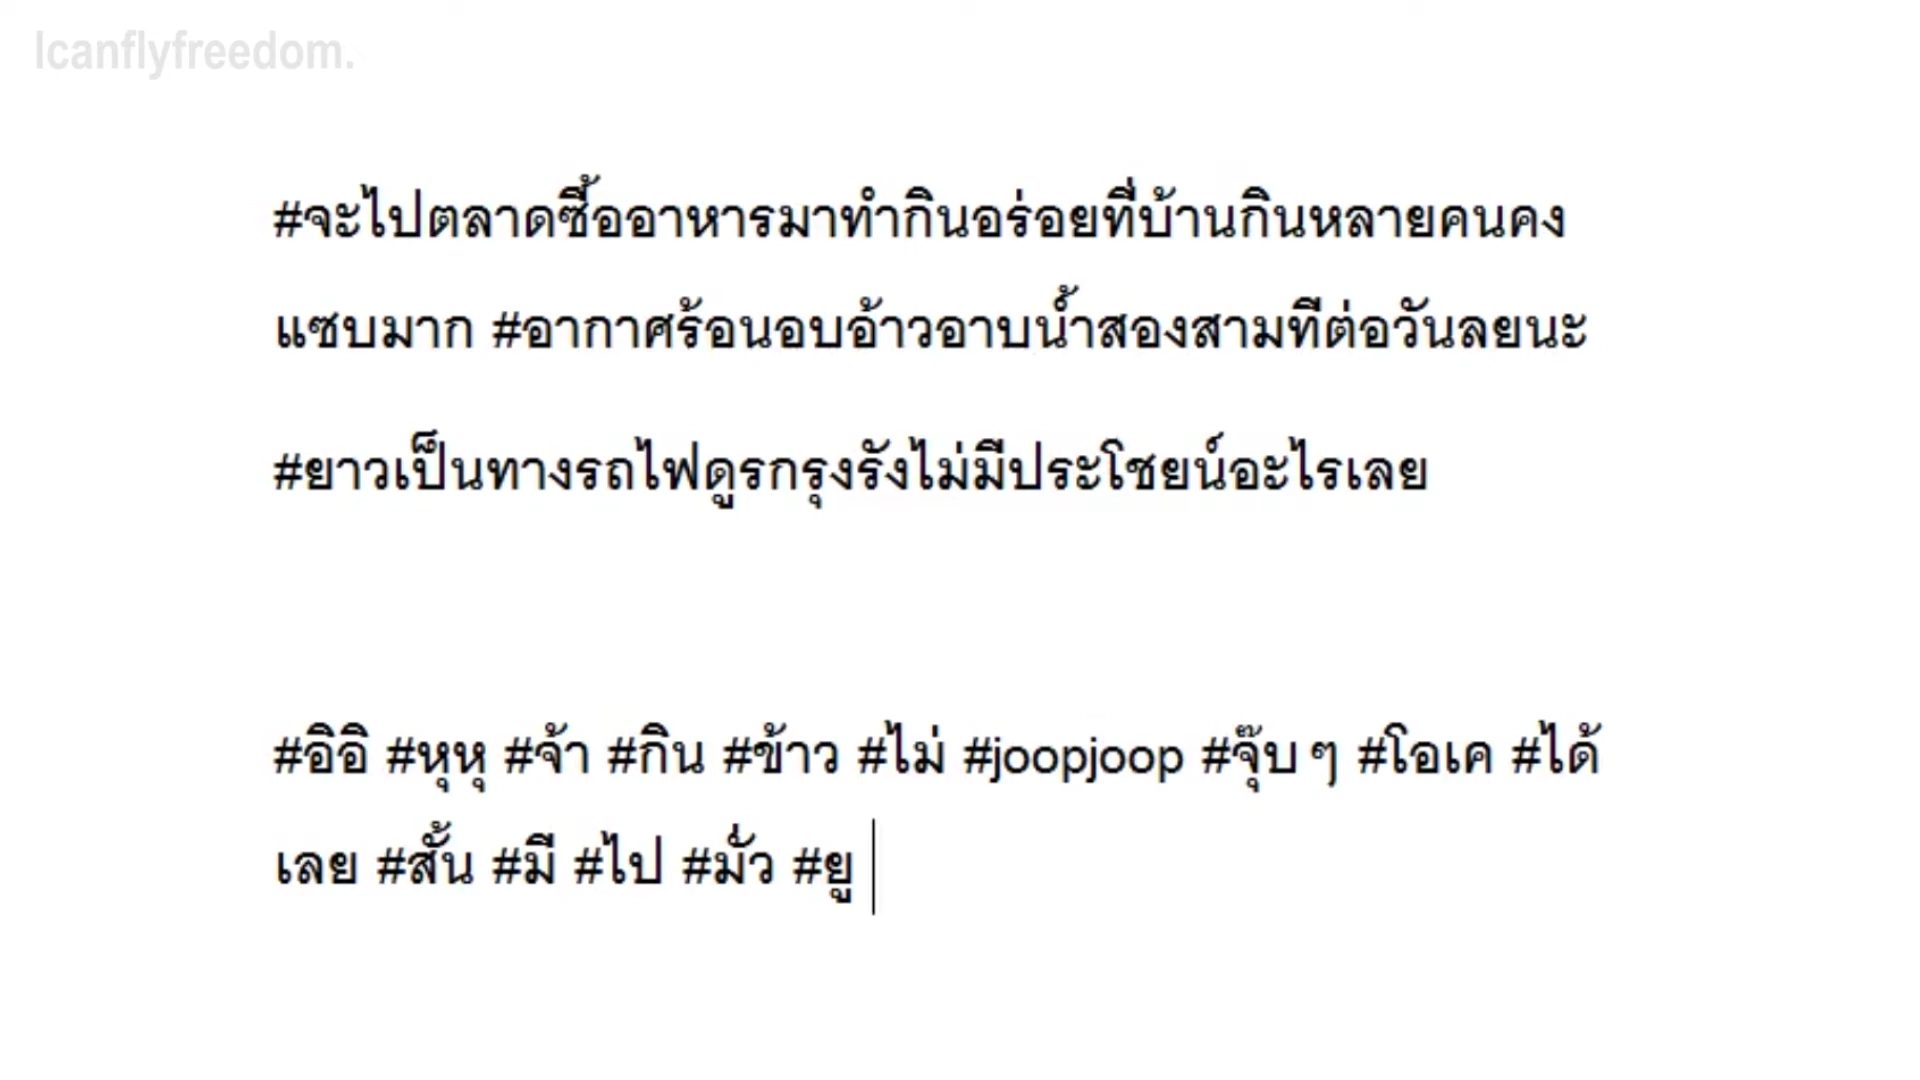 Icanflyfreedom.
#จะไปตลาดซื้ออาหารมาทำกินอร่อยที่บ้านกินหลายคนคง
แซบมาก #อากาศร้อนอบอ้าวอาบน้ำสองสามทีต่อวันลยนะ
#ยาวเป็นทางรถไฟดูรกรุงรังไม่มีประโชยน์อะไรเลย
#อิอิ #หุหุ #จ้า #กิน #ข้าว #ไม่ #joopjoop #จุ๊บ ๆ #โอเค #ได้
เลย #สั้น #มี #ไป #มั่ว #ยู